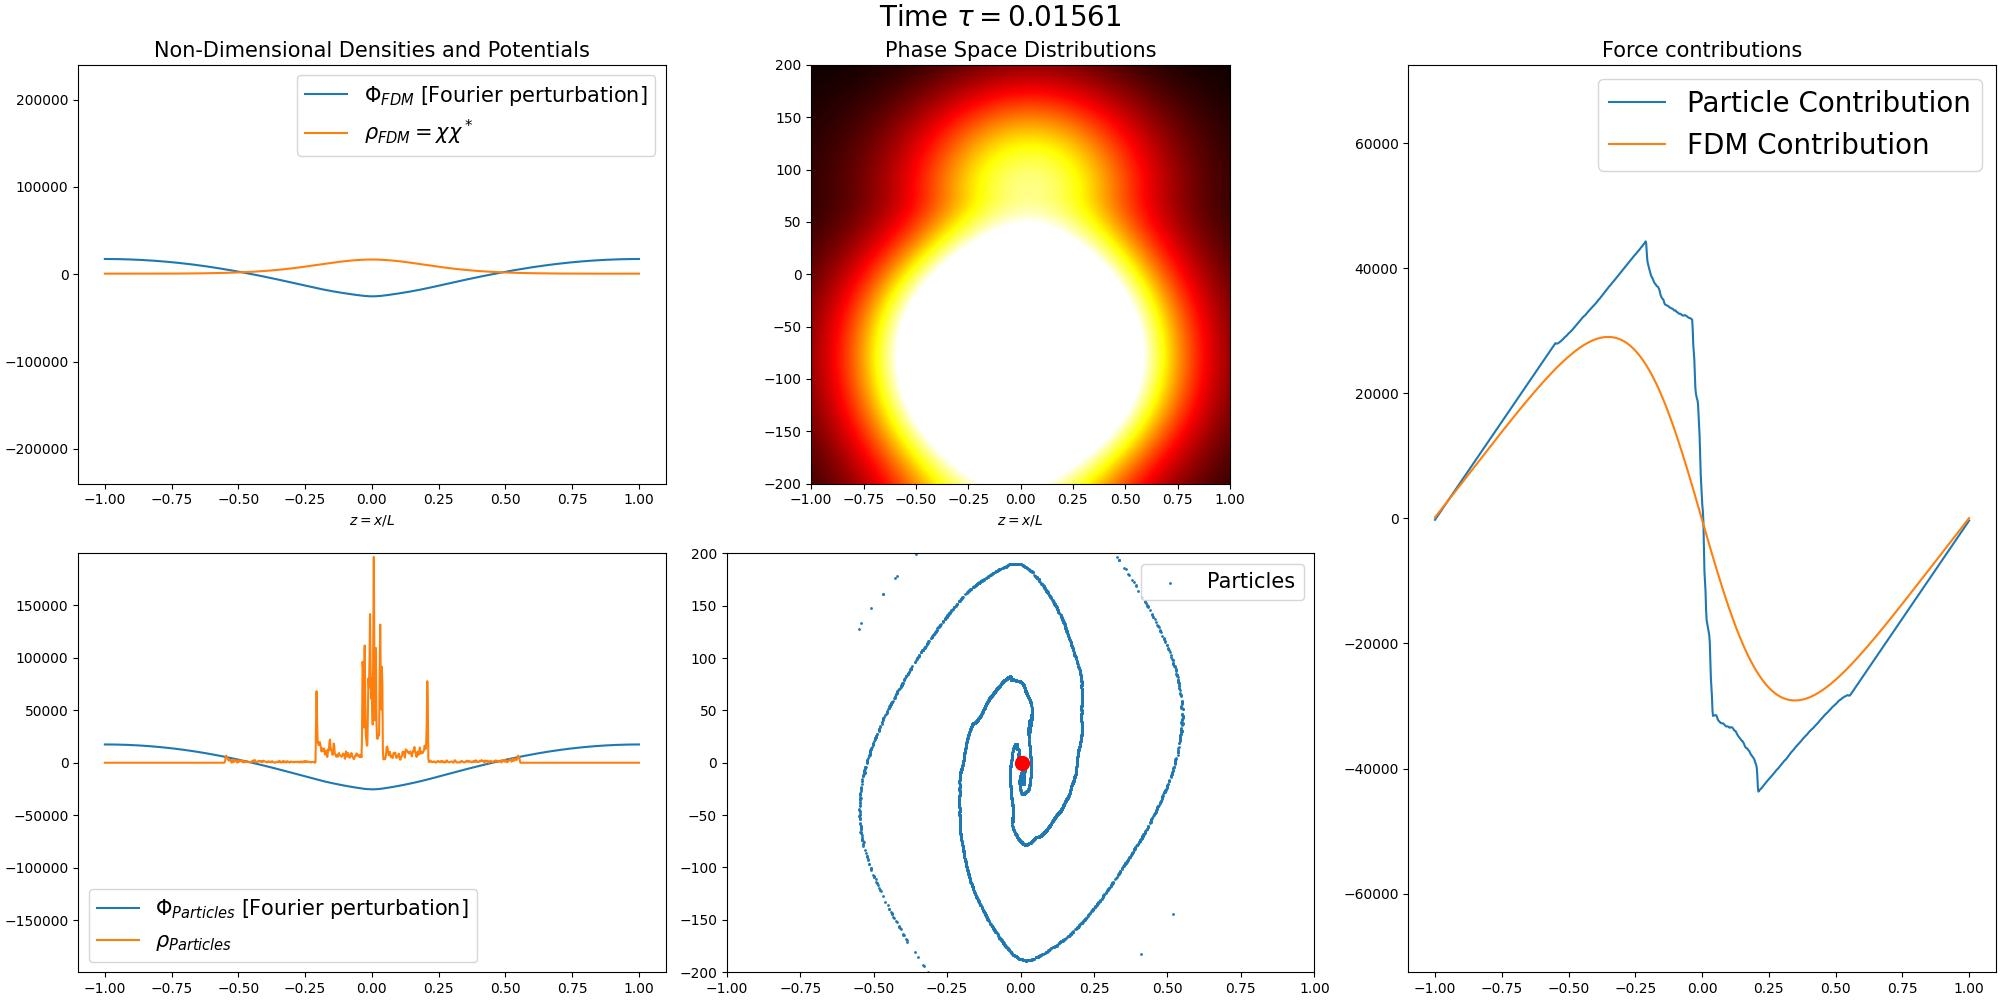 Time τ = 0.01561
Non-Dimensional Densities and Potentials
Φ_FDM [Fourier perturbation]
ρ_FDM = χχ*
200000
100000
0
−100000
−200000
−1.00 −0.75 −0.50 −0.25 0.00 0.25 0.50 0.75 1.00
z = x/L
Phase Space Distributions
200
150
100
50
0
−50
−100
−150
−200
−1.00 −0.75 −0.50 −0.25 0.00 0.25 0.50 0.75 1.00
z = x/L
Force contributions
Particle Contribution
FDM Contribution
60000
40000
20000
0
−20000
−40000
−60000
−1.00 −0.75 −0.50 −0.25 0.00 0.25 0.50 0.75 1.00
150000
100000
50000
0
−50000
−100000
−150000
Φ_Particles [Fourier perturbation]
ρ_Particles
−1.00 −0.75 −0.50 −0.25 0.00 0.25 0.50 0.75 1.00
Particles
200
150
100
50
0
−50
−100
−150
−200
−1.00 −0.75 −0.50 −0.25 0.00 0.25 0.50 0.75 1.00